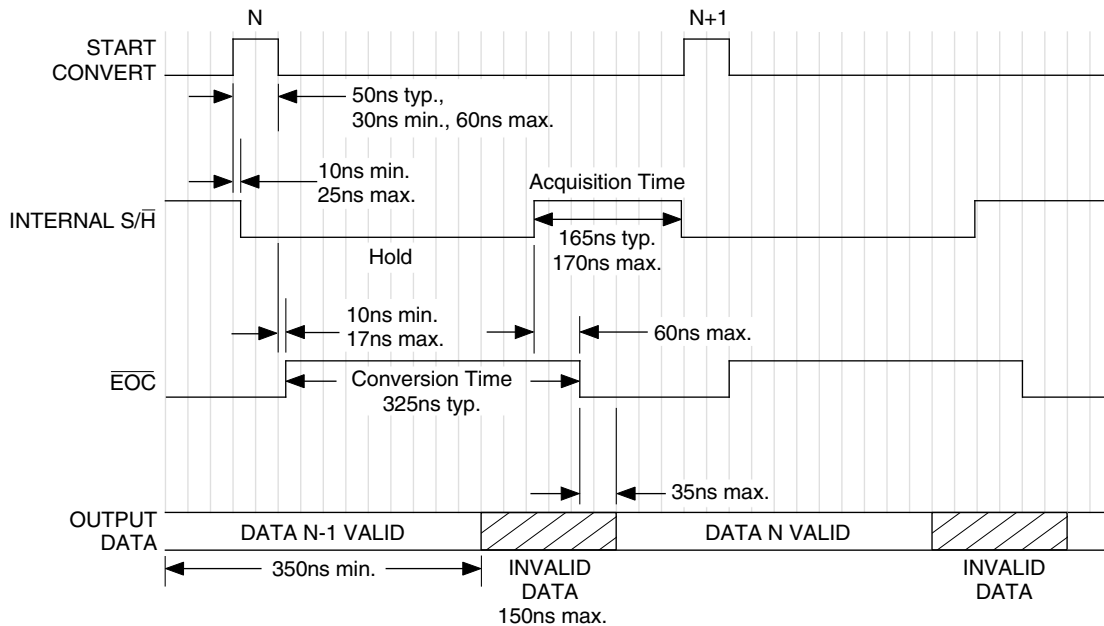 N
N+1
START
CONVERT
50ns typ.,
30ns min., 60ns max.
10ns min.
25ns max.
Acquisition Time
INTERNAL S/H̅
165ns typ.
170ns max.
Hold
10ns min.
17ns max.
60ns max.
E̅O̅C̅
Conversion Time
325ns typ.
35ns max.
OUTPUT
DATA
DATA N-1 VALID
DATA N VALID
350ns min.
INVALID
DATA
150ns max.
INVALID
DATA